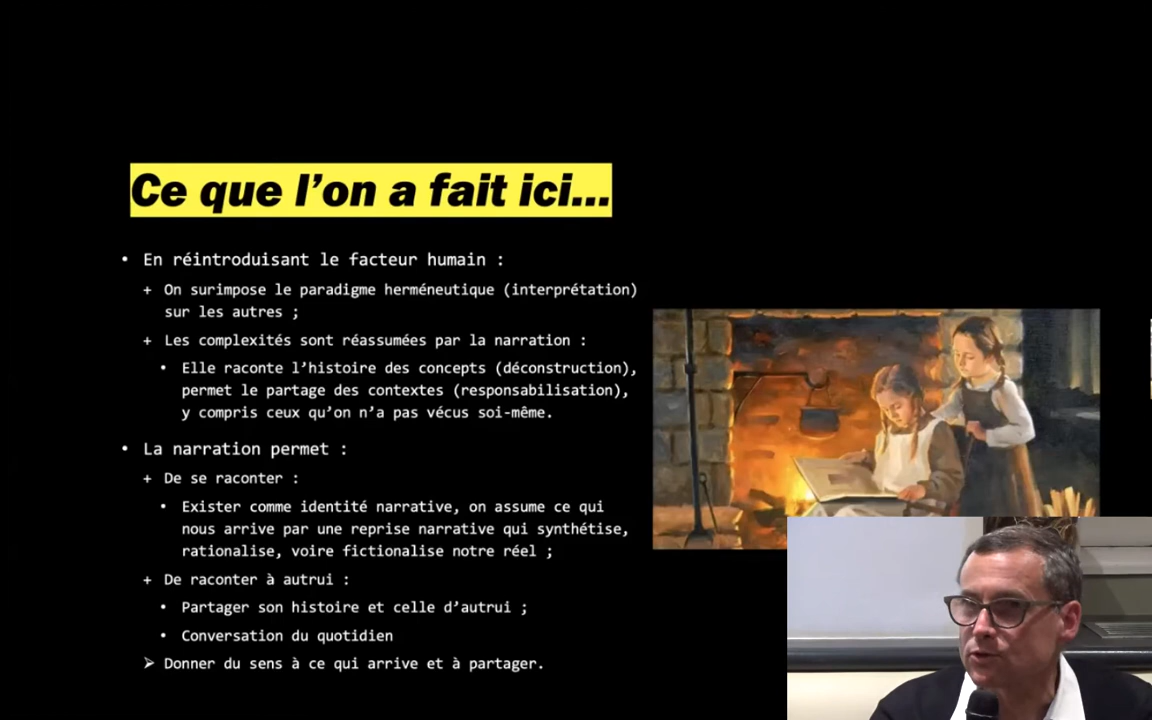 Ce que l’on a fait ici...
• En réintroduisant le facteur humain :
+ On surimpose le paradigme herméneutique (interprétation)
sur les autres ;
+ Les complexités sont réassumées par la narration :
• Elle raconte l’histoire des concepts (déconstruction),
permet le partage des contextes (responsabilisation),
y compris ceux qu’on n’a pas vécus soi-même.
• La narration permet :
+ De se raconter :
• Exister comme identité narrative, on assume ce qui
nous arrive par une reprise narrative qui synthétise,
rationalise, voire fictionalise notre réel ;
+ De raconter à autrui :
• Partager son histoire et celle d’autrui ;
• Conversation du quotidien
➢ Donner du sens à ce qui arrive et à partager.